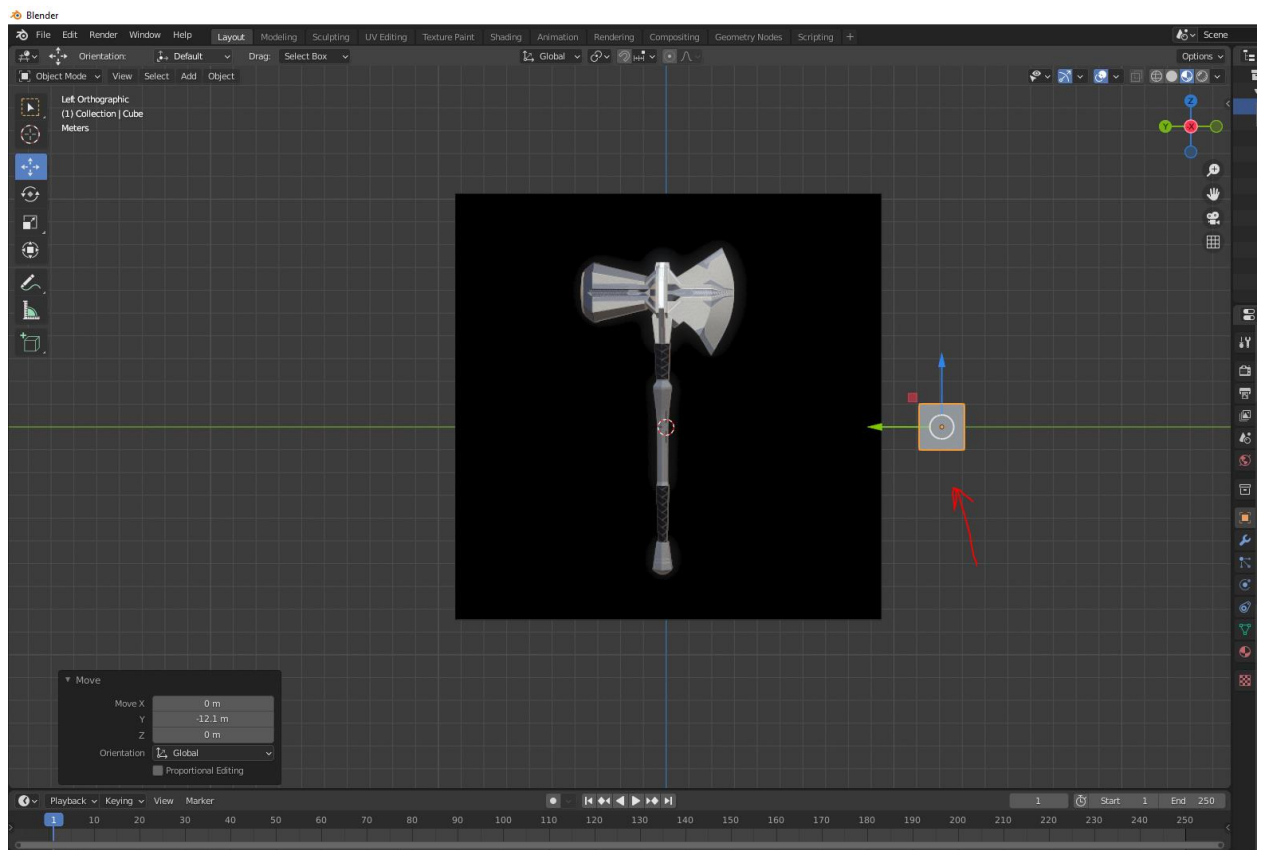 Blender
File Edit Render Window Help Layout Modeling Sculpting UV Editing Texture Paint Shading Animation Rendering Compositing Geometry Nodes Scripting + Scene
Orientation: Default Drag: Select Box Global Options
Object Mode View Select Add Object
Left Orthographic
(1) Collection | Cube
Meters
Z
Y X
Move
Move X 0 m
Y -12.1 m
Z 0 m
Orientation Global
Proportional Editing
Playback Keying View Marker 1 Start 1 End 250
1 10 20 30 40 50 60 70 80 90 100 110 120 130 140 150 160 170 180 190 200 210 220 230 240 250